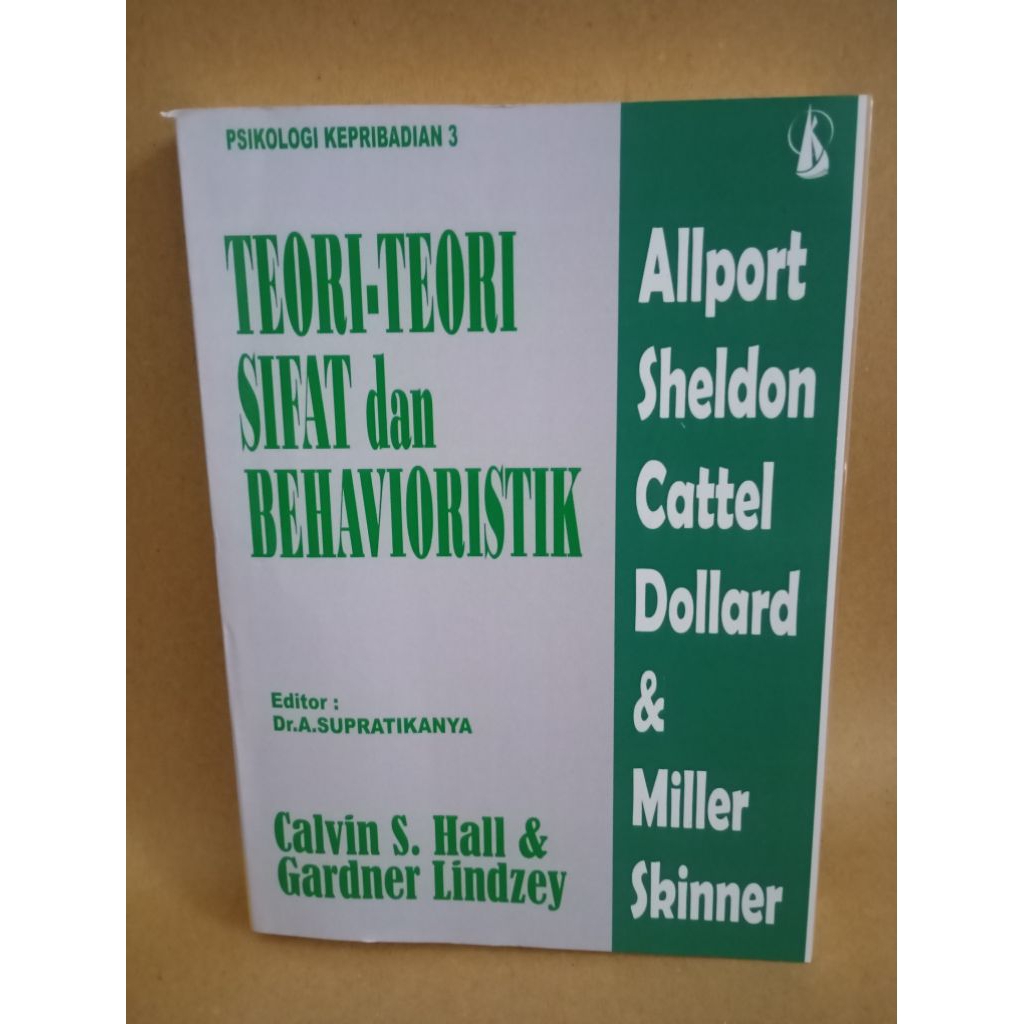 PSIKOLOGI KEPRIBADIAN 3
TEORI-TEORI
SIFAT dan
BEHAVIORISTIK
Editor :
Dr.A.SUPRATIKANYA
Calvin S. Hall &
Gardner Lindzey
Allport
Sheldon
Cattel
Dollard
&
Miller
Skinner